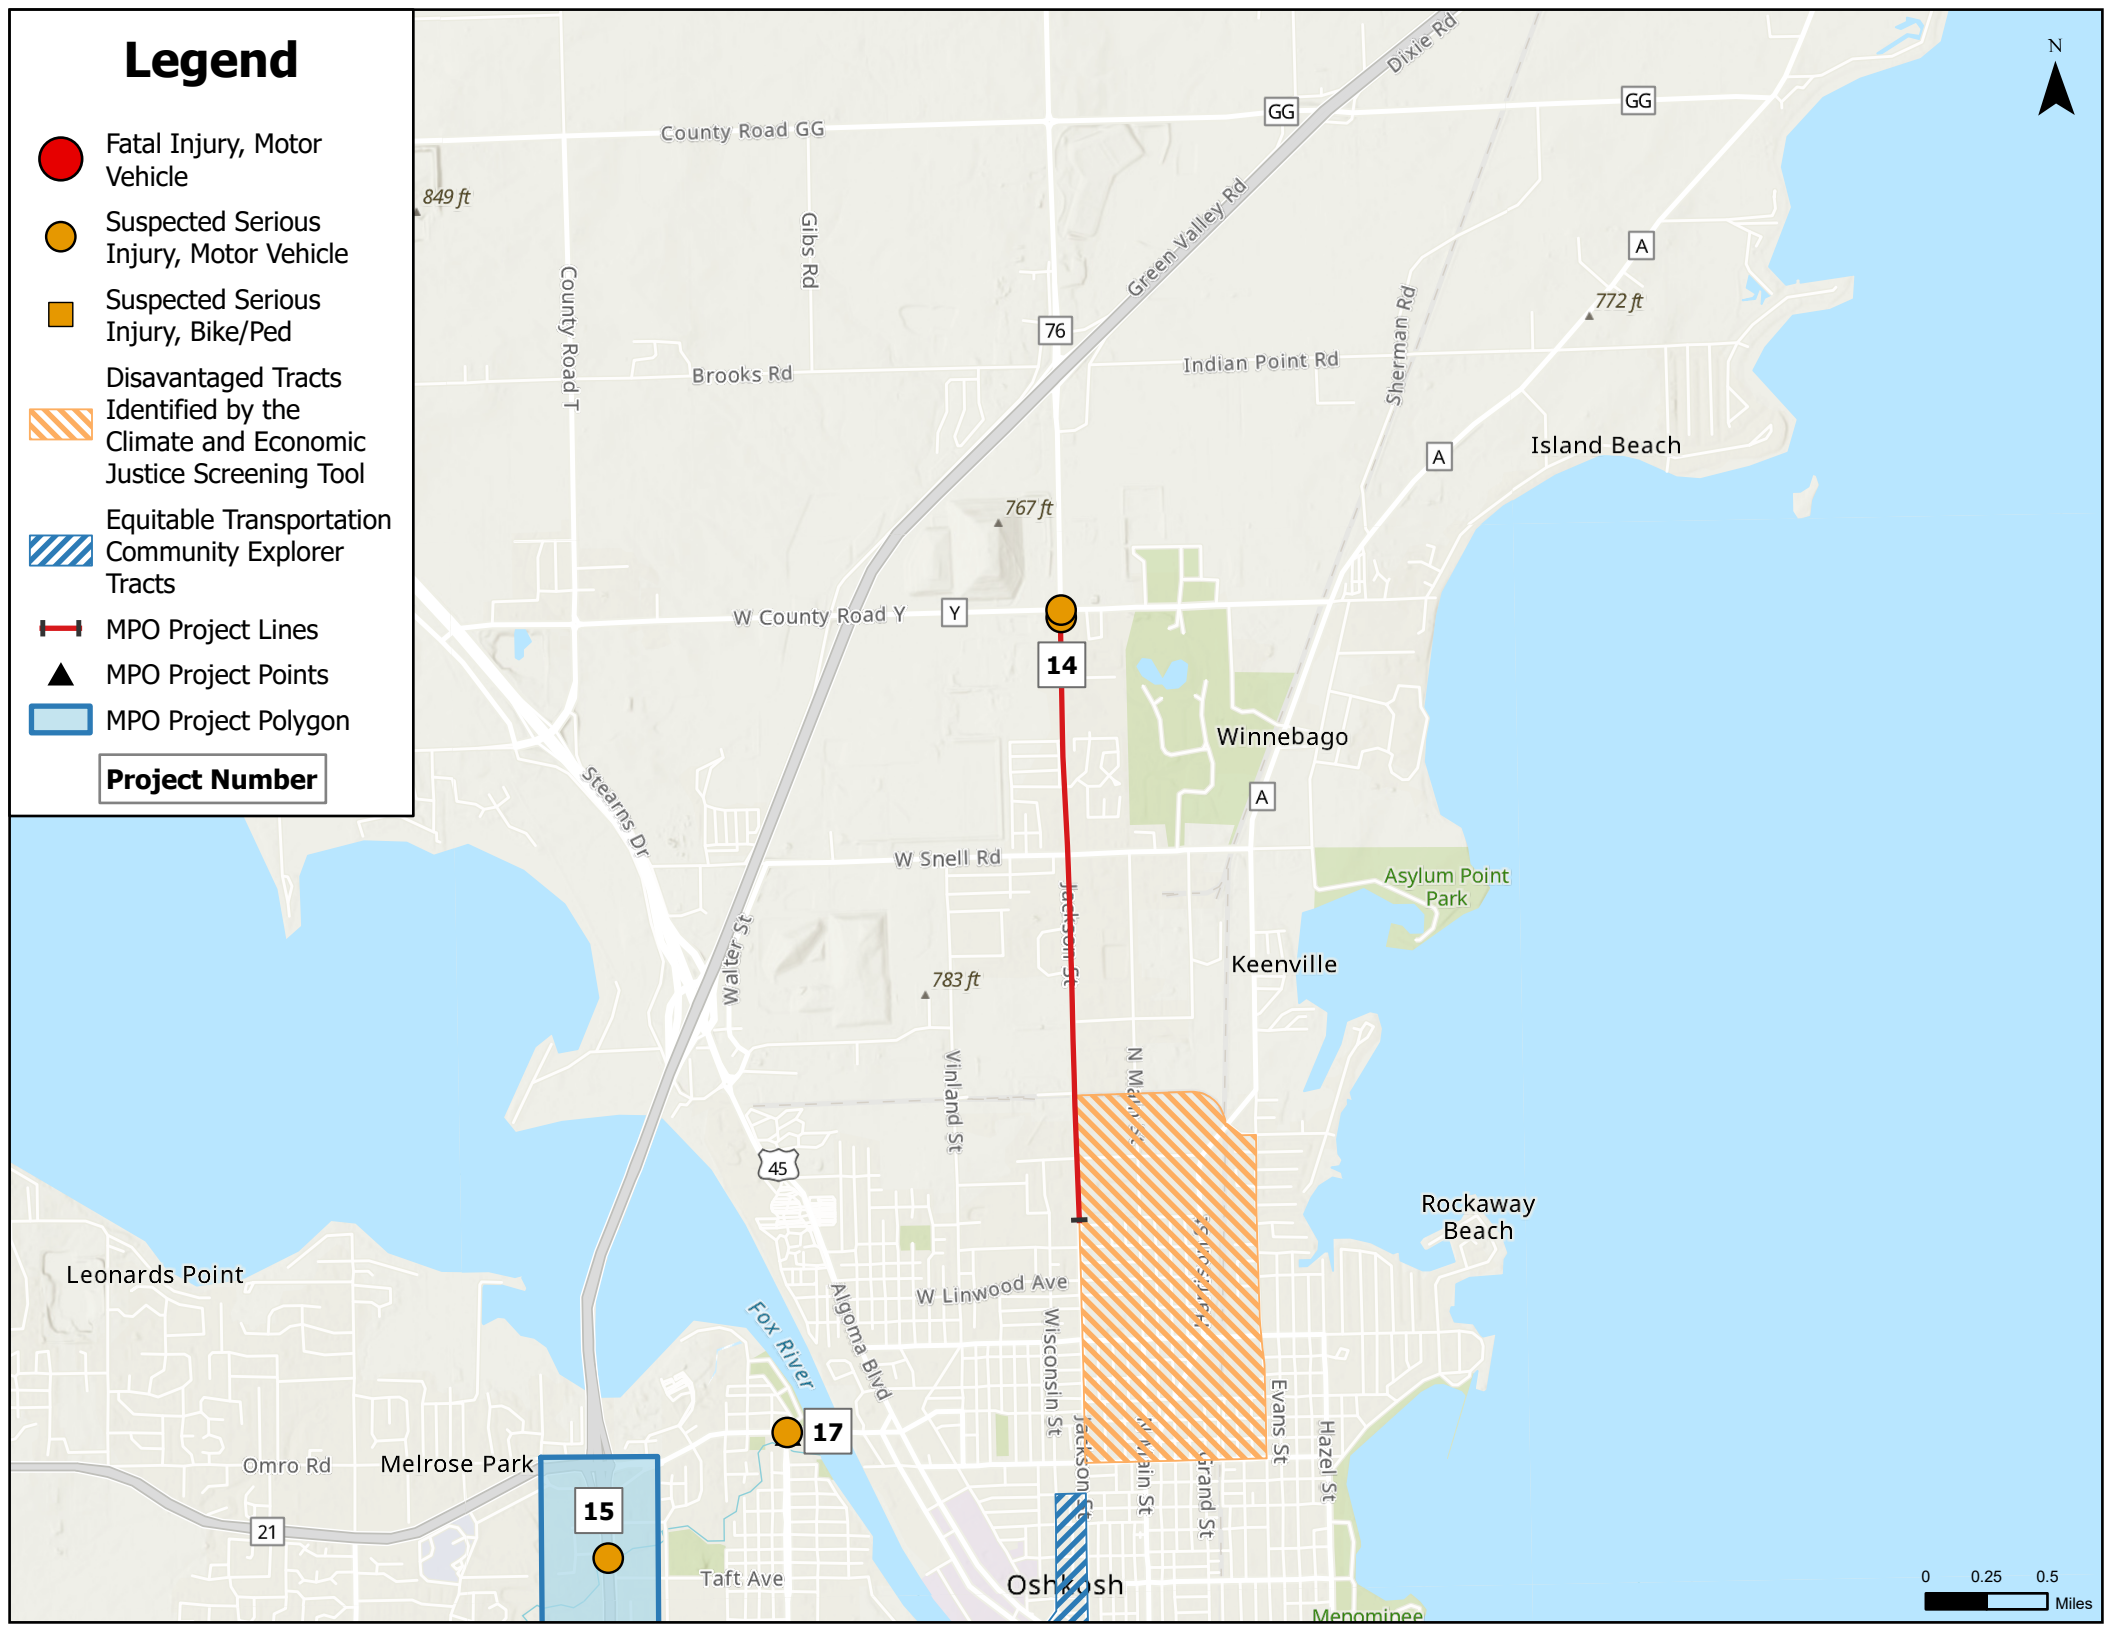 Legend
Fatal Injury, Motor
Vehicle
Suspected Serious
Injury, Motor Vehicle
Suspected Serious
Injury, Bike/Ped
Disavantaged Tracts
Identified by the
Climate and Economic
Justice Screening Tool
Equitable Transportation
Community Explorer
Tracts
MPO Project Lines
MPO Project Points
MPO Project Polygon
Project Number
Dixie Rd
N
GG
GG
County Road GG
849 ft
Gibs Rd
Green Valley Rd
A
County Road T
772 ft
Sherman Rd
76
Indian Point Rd
Brooks Rd
Island Beach
A
767 ft
W County Road Y
Y
14
Winnebago
Stearns Dr
A
W Snell Rd
Asylum Point
Park
Jackson St
Walter St
Keenville
783 ft
Vinland St
N Main St
45
Rockaway
Beach
Harrison St
Leonards Point
W Linwood Ave
Fox River
Algoma Blvd
Wisconsin St
Evans St
Hazel St
17
Jackson St
N Main St
Grand St
Omro Rd
Melrose Park
15
21
Taft Ave
Oshkosh
Menominee
0
0.25
0.5
Miles